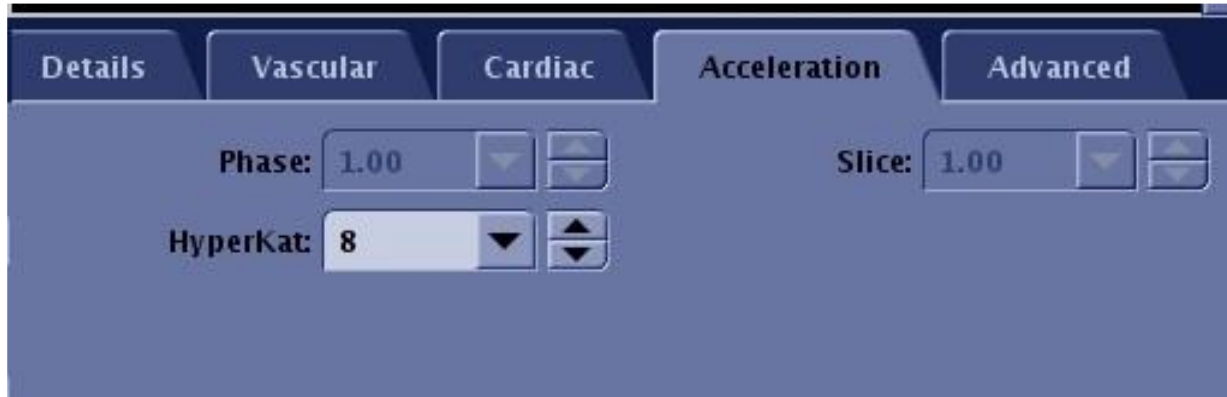 Details Vascular Cardiac Acceleration Advanced
Phase: 1.00 Slice: 1.00
HyperKat: 8